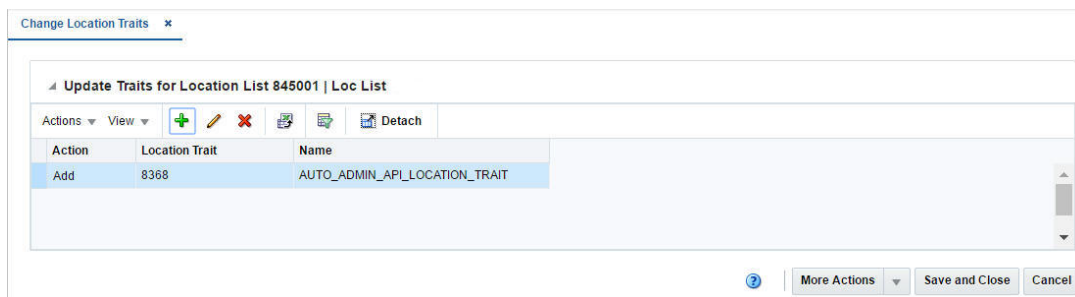 Change Location Traits ×
Update Traits for Location List 845001 | Loc List
Actions View Detach
Action Location Trait Name
Add 8368 AUTO_ADMIN_API_LOCATION_TRAIT
More Actions Save and Close Cancel